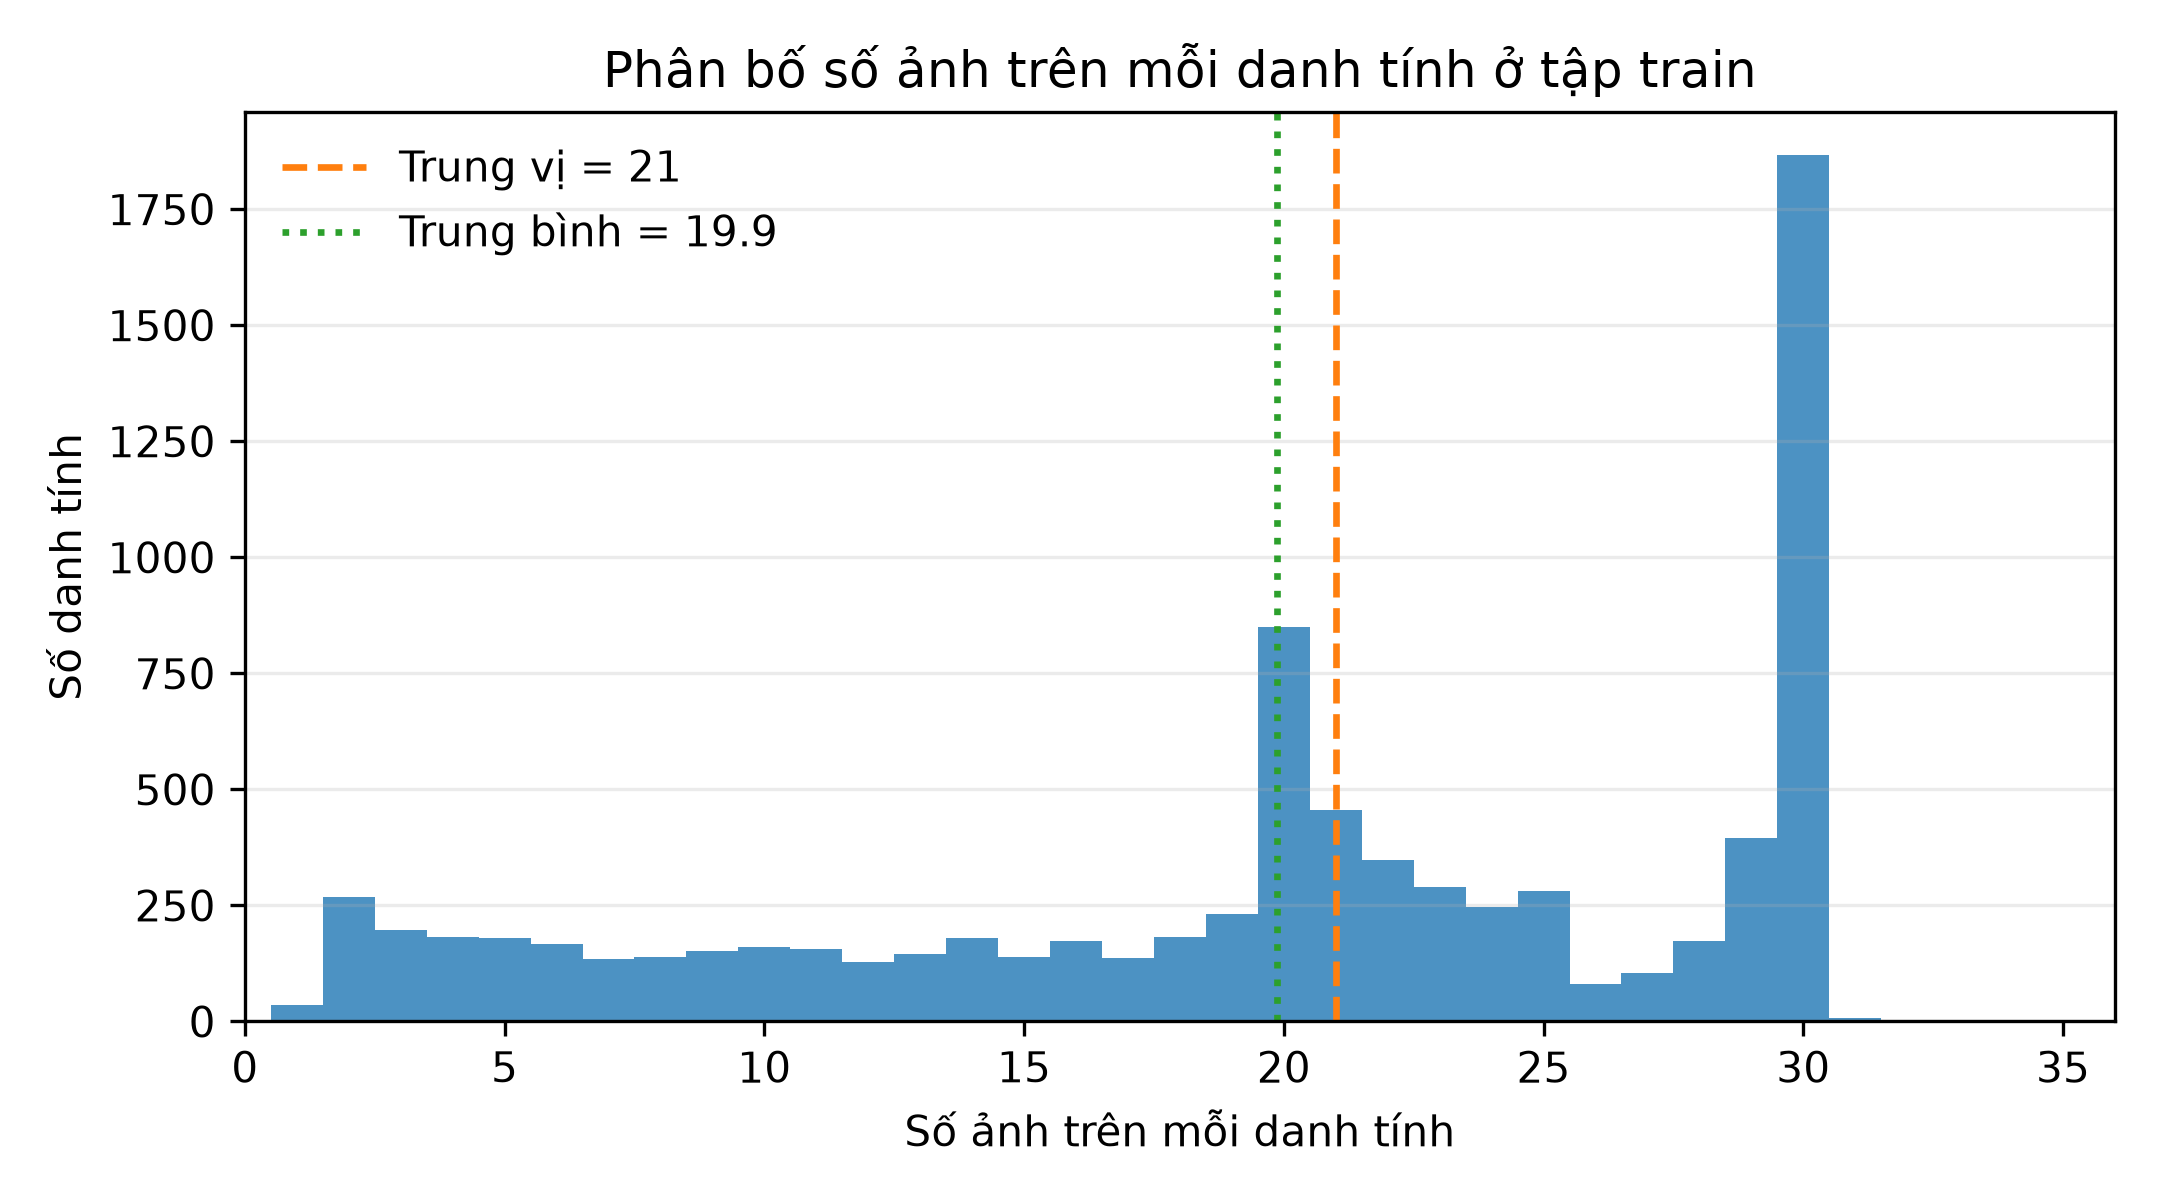 Phân bố số ảnh trên mỗi danh tính ở tập train
Trung vị = 21
Trung bình = 19.9
Số danh tính
1750
1500
1250
1000
750
500
250
0
0 5 10 15 20 25 30 35
Số ảnh trên mỗi danh tính